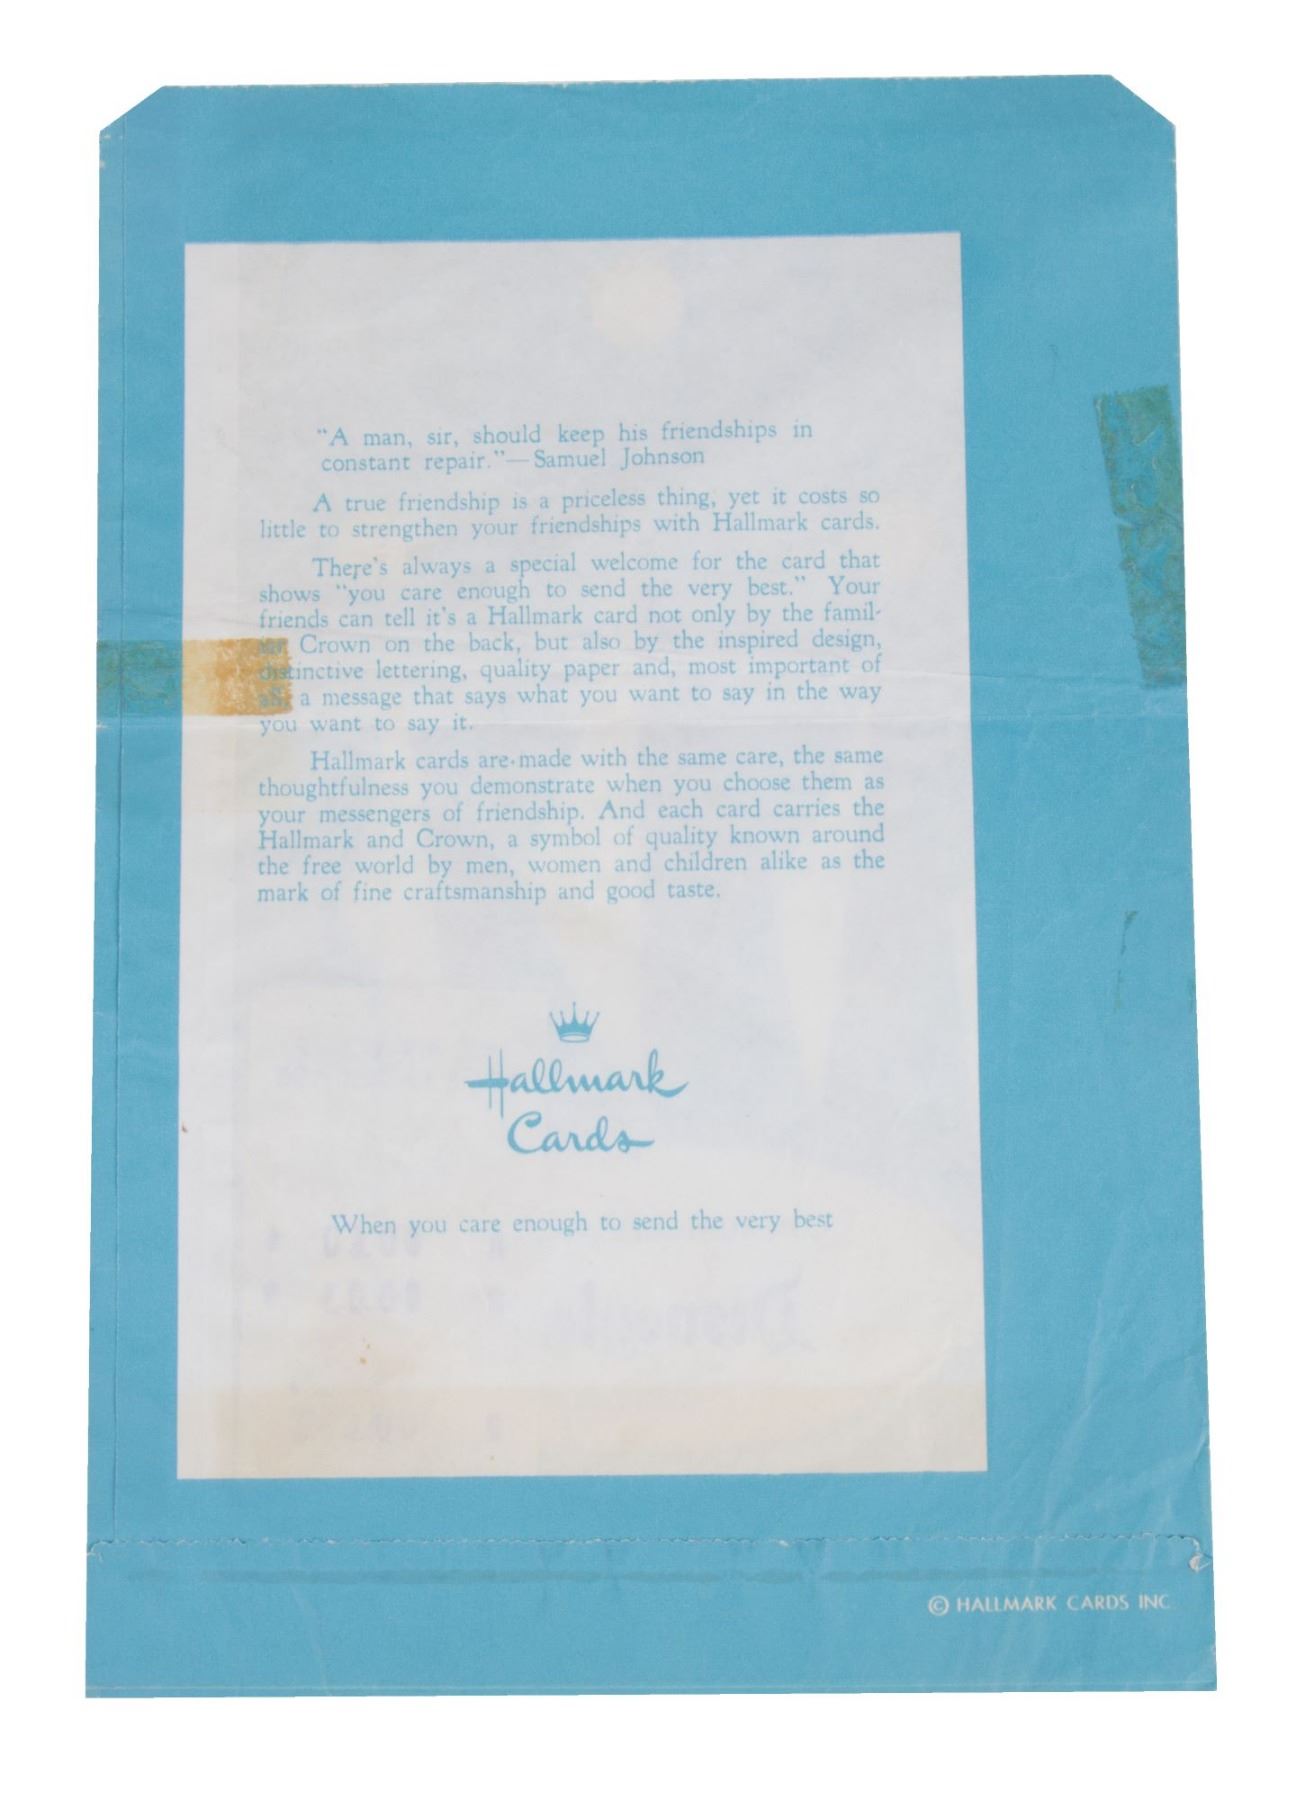 "A man, sir, should keep his friendships in
constant repair."—Samuel Johnson
A true friendship is a priceless thing, yet it costs so
little to strengthen your friendships with Hallmark cards.
There's always a special welcome for the card that
shows "you care enough to send the very best." Your
friends can tell it's a Hallmark card not only by the famil-
iar Crown on the back, but also by the inspired design,
distinctive lettering, quality paper and, most important of
all, a message that says what you want to say in the way
you want to say it.
Hallmark cards are made with the same care, the same
thoughtfulness you demonstrate when you choose them as
your messengers of friendship. And each card carries the
Hallmark and Crown, a symbol of quality known around
the free world by men, women and children alike as the
mark of fine craftsmanship and good taste.
Hallmark
Cards
When you care enough to send the very best
© HALLMARK CARDS INC.